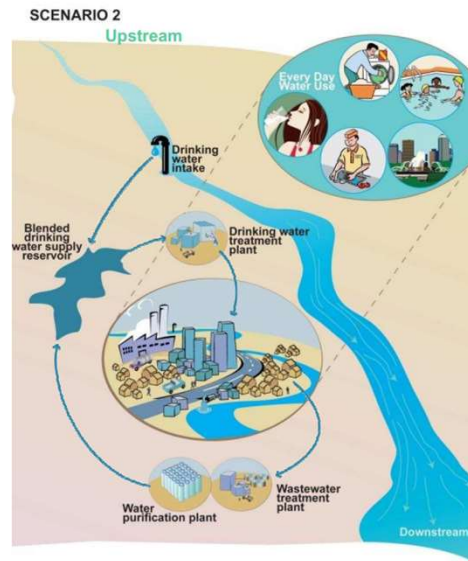 SCENARIO 2
Upstream
Every Day
Water Use
Drinking
water
intake
Blended
drinking
water supply
reservoir
Drinking water
treatment
plant
Water
purification plant
Wastewater
treatment
plant
Downstream